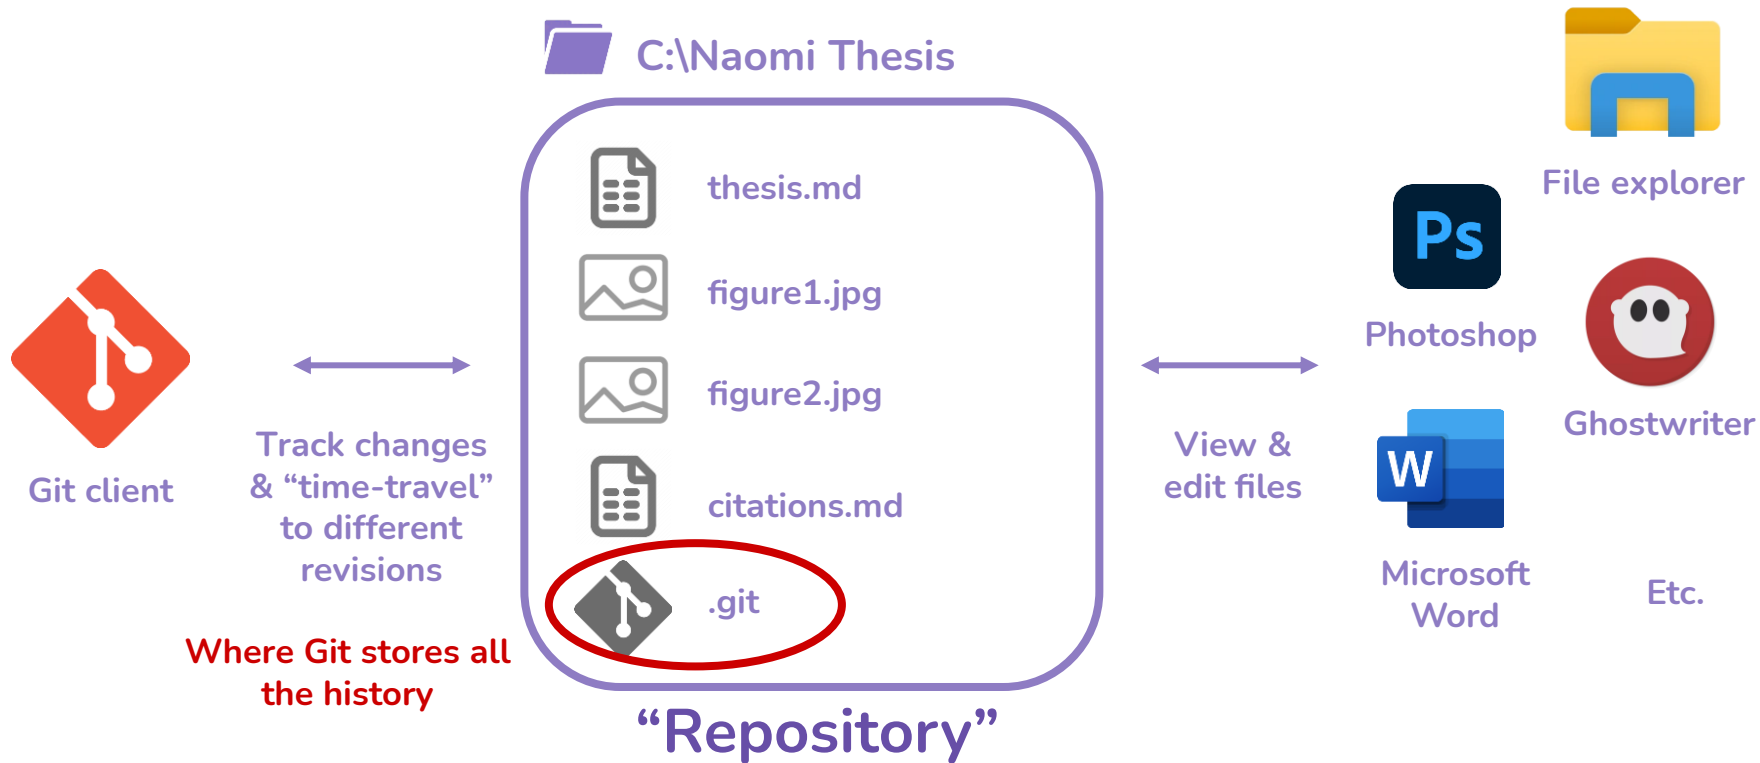 C:\Naomi Thesis
thesis.md
figure1.jpg
figure2.jpg
citations.md
.git
“Repository”
Git client
Track changes
& “time-travel”
to different
revisions
Where Git stores all
the history
View &
edit files
File explorer
Ps
Photoshop
Ghostwriter
W
Microsoft
Word
Etc.